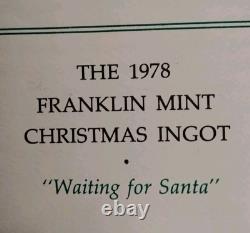 THE 1978
FRANKLIN MINT
CHRISTMAS INGOT
•
"Waiting for Santa"
ebay